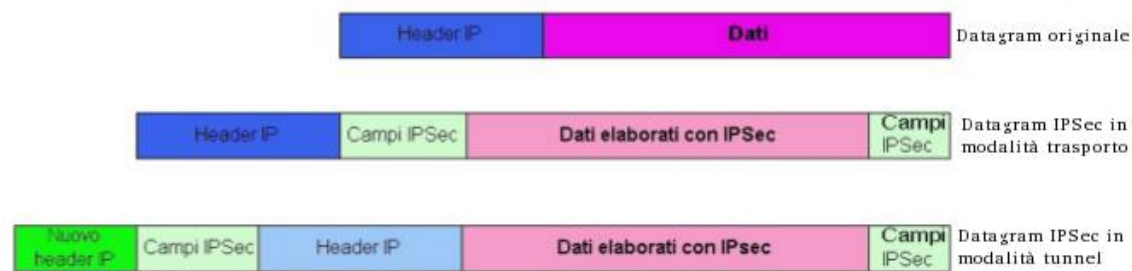 Header IP Dati Datagram originale
Header IP Campi IPSec Dati elaborati con IPSec Campi IPSec Datagram IPSec in modalità trasporto
Nuovo header IP Campi IPSec Header IP Dati elaborati con IPsec Campi IPSec Datagram IPSec in modalità tunnel